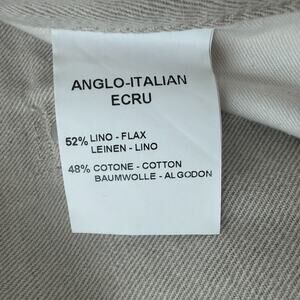 ANGLO-ITALIAN
ECRU
52% LINO - FLAX
LEINEN - LINO
48% COTONE - COTTON
BAUMWOLLE - ALGODON